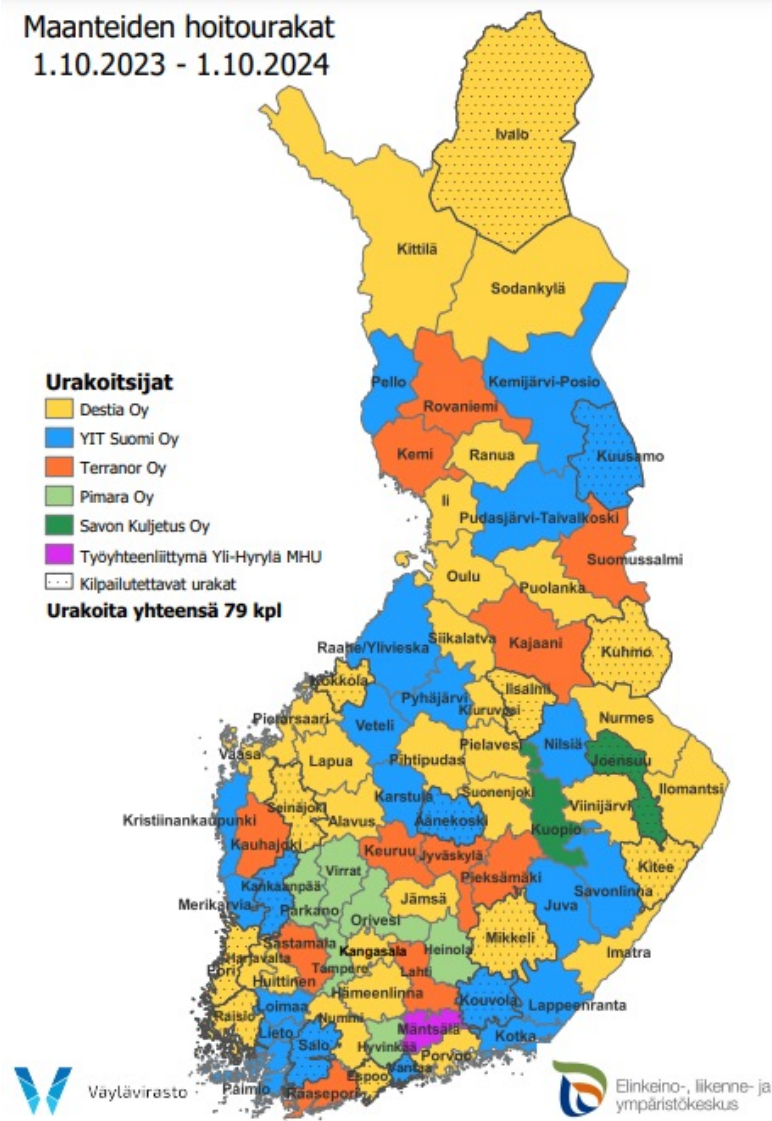 Maanteiden hoitourakat
1.10.2023 - 1.10.2024
Ivalo
Kittilä
Sodankylä
Urakoitsijat
Destia Oy
YIT Suomi Oy
Terranor Oy
Pimara Oy
Savon Kuljetus Oy
Työyhteenliittymä Yli-Hyrylä MHU
Kilpailutettavat urakat
Urakoita yhteensä 79 kpl
Pello
Kemijärvi-Posio
Rovaniemi
Kemi
Ranua
Kuusamo
Ii
Pudasjärvi-Taivalkoski
Suomussalmi
Oulu
Puolanka
Siikalatva
Kajaani
Raahe/Ylivieska
Kuhmo
Kokkola
Pyhäjärvi
Iisalmi
Kiuruvesi
Pietarsaari
Veteli
Nurmes
Vaasa
Lapua
Pihtipudas
Pielavesi
Nilsiä
Joensuu
Ilomantsi
Karstula
Suonenjoki
Viinijärvi
Seinäjoki
Kristiinankaupunki
Alavus
Äänekoski
Kuopio
Kauhajoki
Keuruu
Jyväskylä
Kitee
Virrat
Pieksämäki
Kankaanpää
Savonlinna
Merikarvia
Parkano
Jämsä
Juva
Orivesi
Mikkeli
Sastamala
Kangasala
Heinola
Imatra
Harjavalta
Pori
Tampere
Lahti
Huittinen
Hämeenlinna
Kouvola
Lappeenranta
Raisio
Loimaa
Nummi
Mäntsälä
Lieto
Salo
Hyvinkää
Kotka
Porvoo
Vantaa
Espoo
Paimio
Raasepori
Väylävirasto
Elinkeino-, liikenne- ja
ympäristökeskus